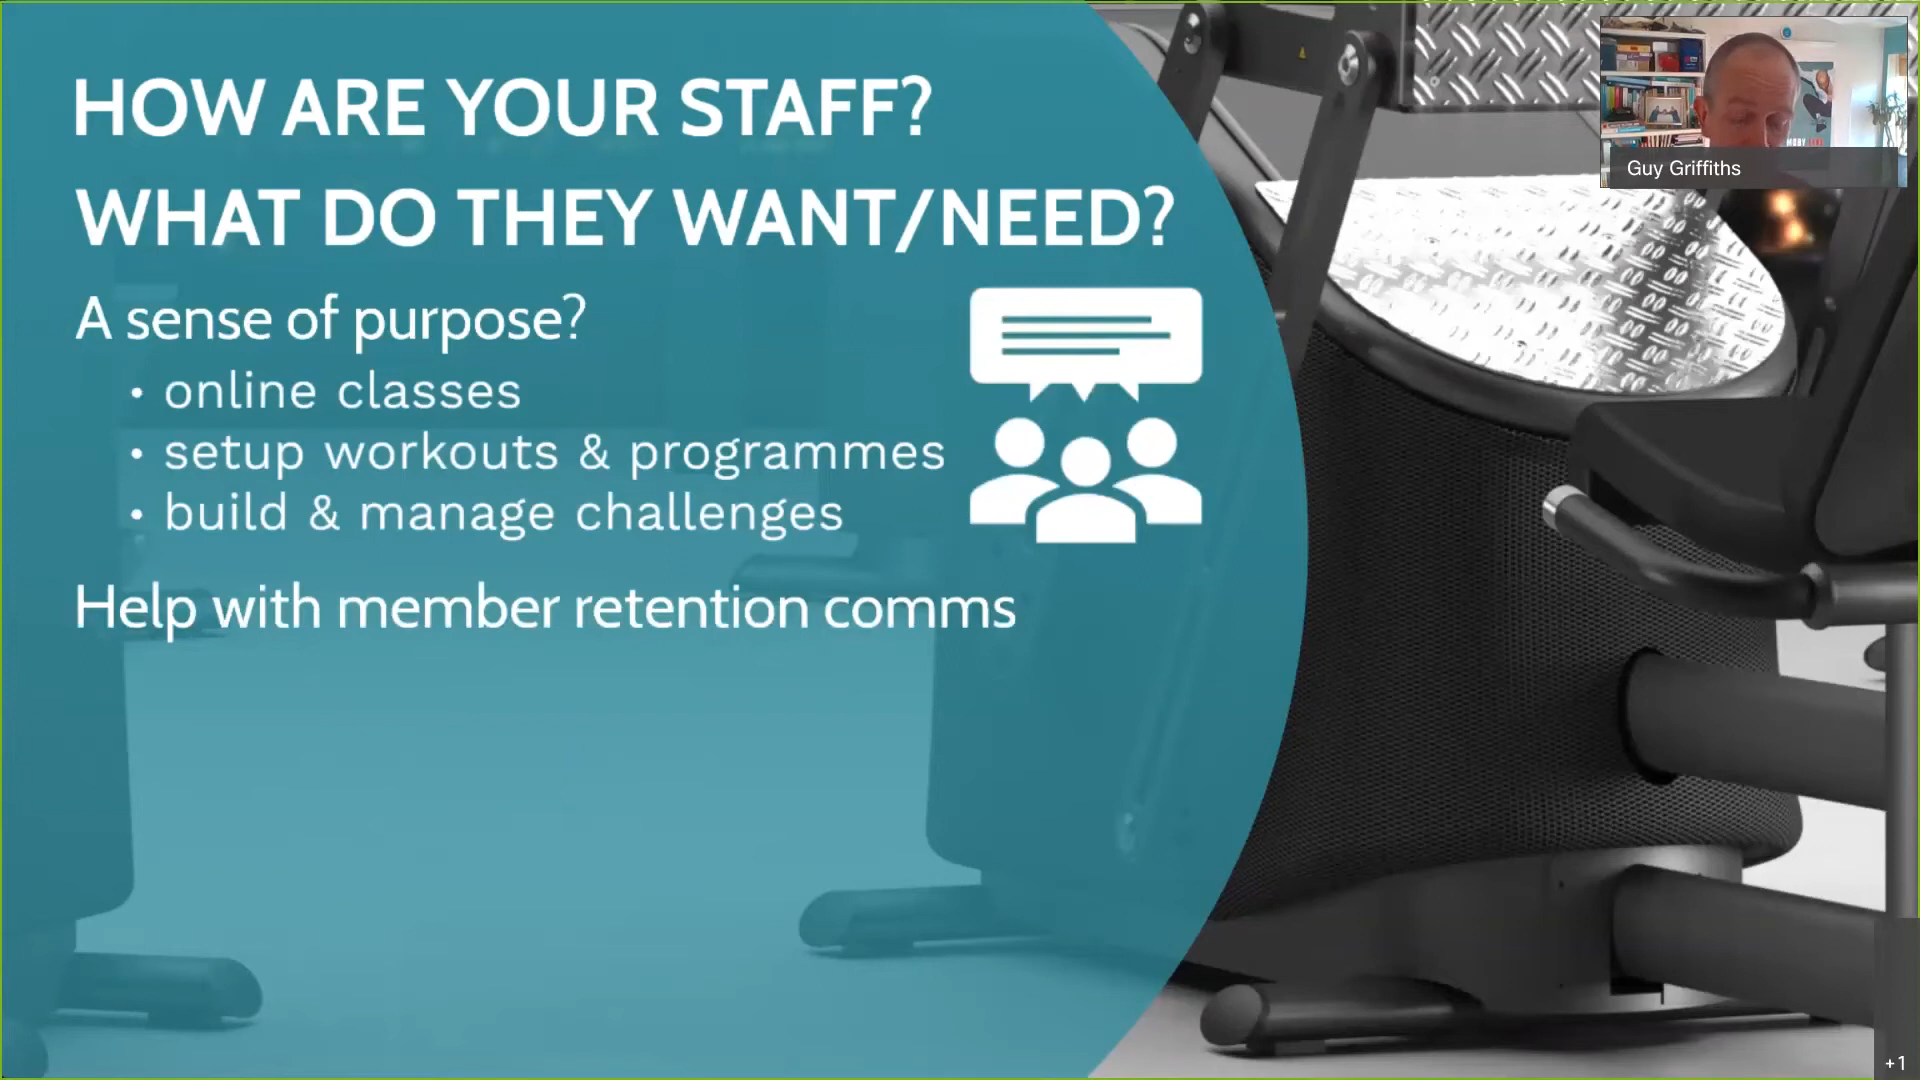 HOW ARE YOUR STAFF?
WHAT DO THEY WANT/NEED?
A sense of purpose?
• online classes
• setup workouts & programmes
• build & manage challenges
Help with member retention comms
Guy Griffiths
+1